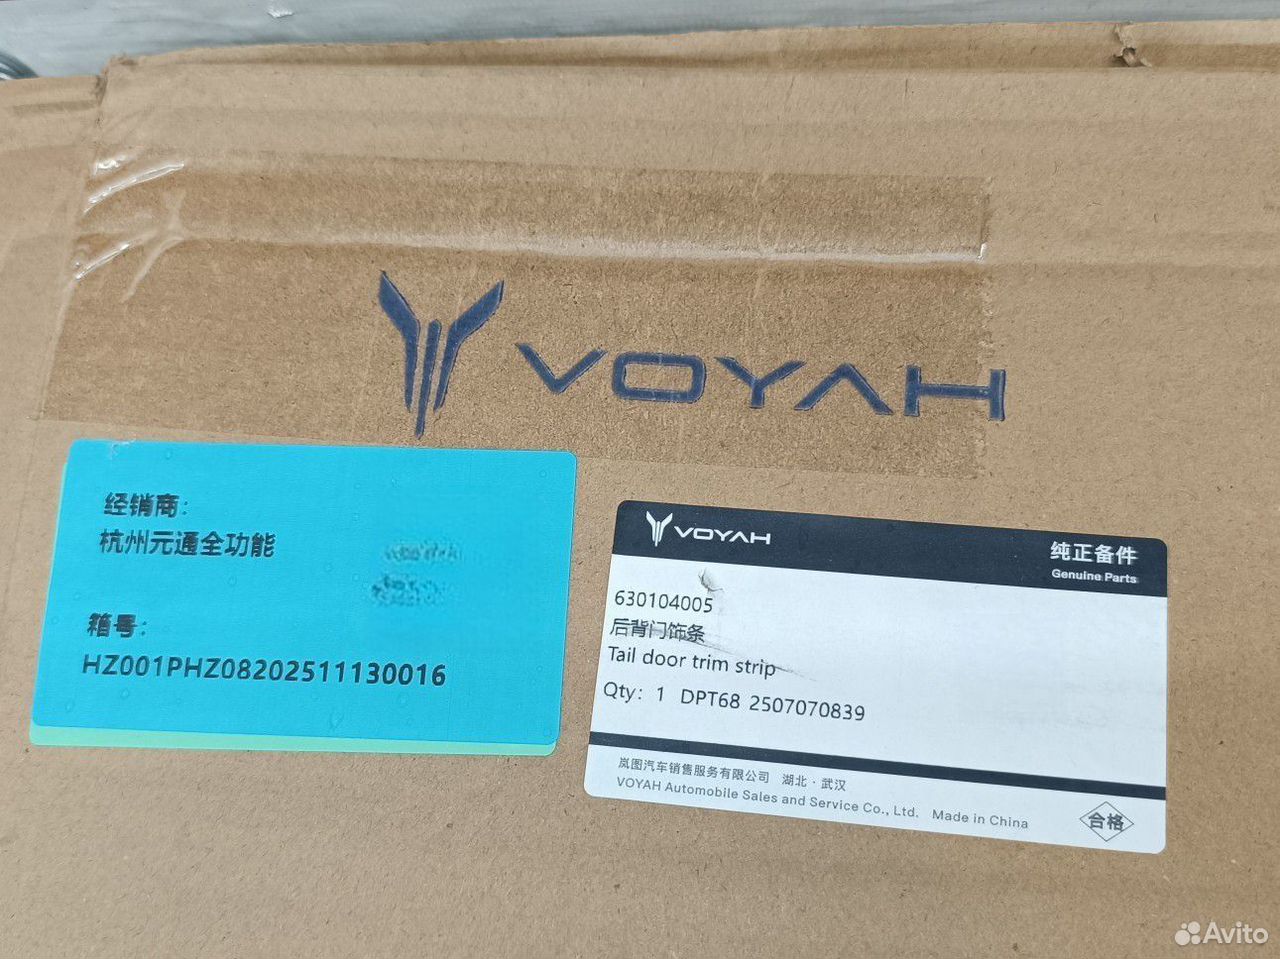 VOYAH
经销商:
杭州元通全功能
箱号:
HZ001PHZ08202511130016
VOYAH
纯正备件
Genuine Parts
630104005
后背门饰条
Tail door trim strip
Qty: 1 DPT68 2507070839
岚图汽车销售服务有限公司 湖北·武汉
VOYAH Automobile Sales and Service Co., Ltd. Made in China
合格
Avito